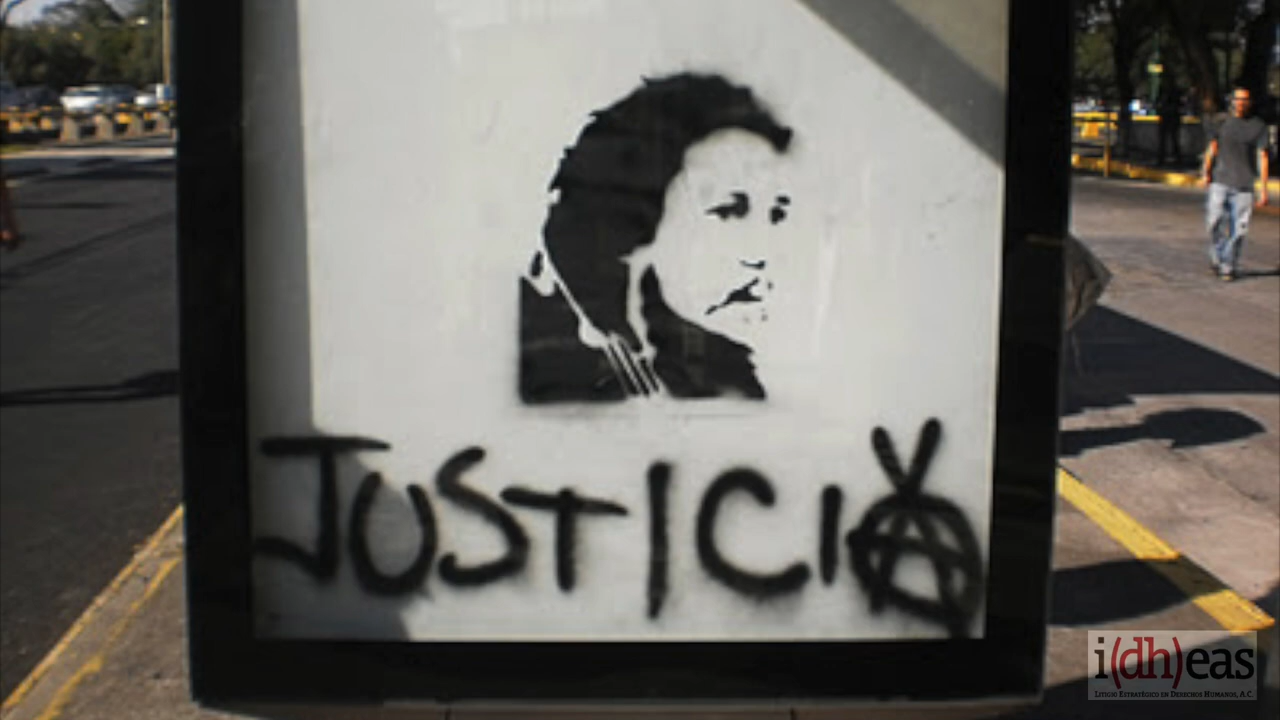 JUSTICIA
i(dh)eas
LITIGIO ESTRATÉGICO EN DERECHOS HUMANOS, A.C.